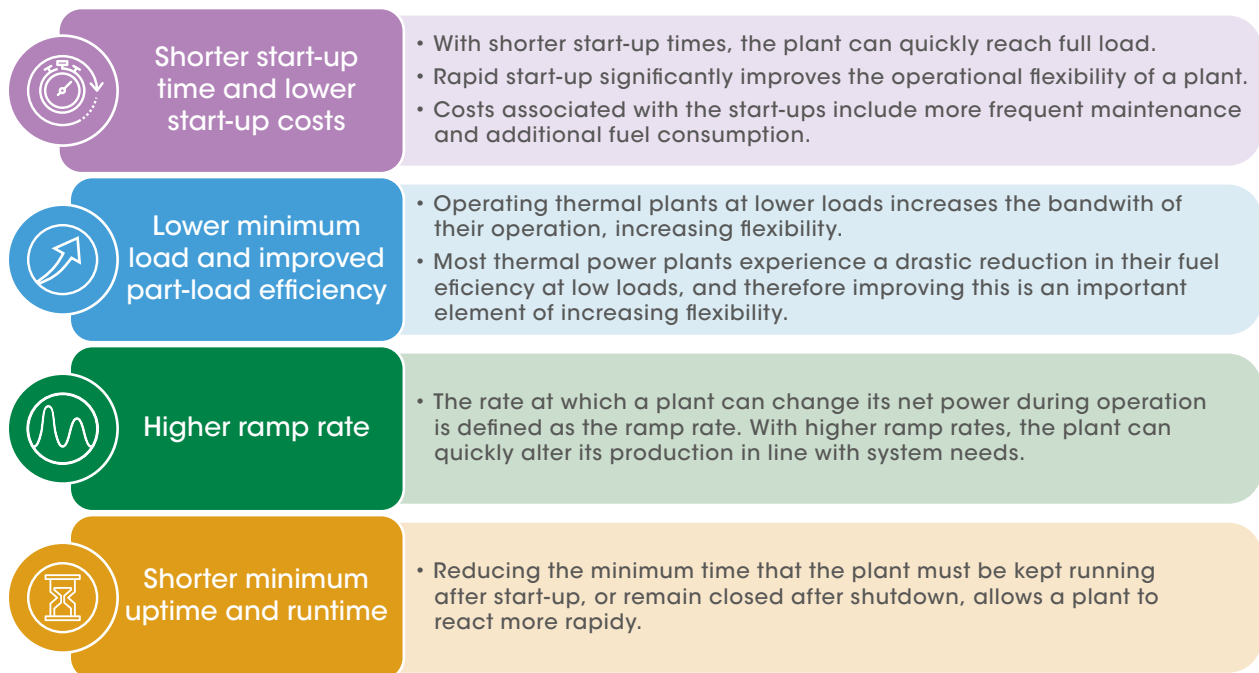 Shorter start-up
time and lower
start-up costs
• With shorter start-up times, the plant can quickly reach full load.
• Rapid start-up significantly improves the operational flexibility of a plant.
• Costs associated with the start-ups include more frequent maintenance
and additional fuel consumption.
Lower minimum
load and improved
part-load efficiency
• Operating thermal plants at lower loads increases the bandwith of
their operation, increasing flexibility.
• Most thermal power plants experience a drastic reduction in their fuel
eficiency at low loads, and therefore improving this is an important
element of increasing flexibility.
Higher ramp rate
• The rate at which a plant can change its net power during operation
is defined as the ramp rate. With higher ramp rates, the plant can
quickly alter its production in line with system needs.
Shorter minimum
uptime and runtime
• Reducing the minimum time that the plant must be kept running
after start-up, or remain closed after shutdown, allows a plant to
react more rapidy.